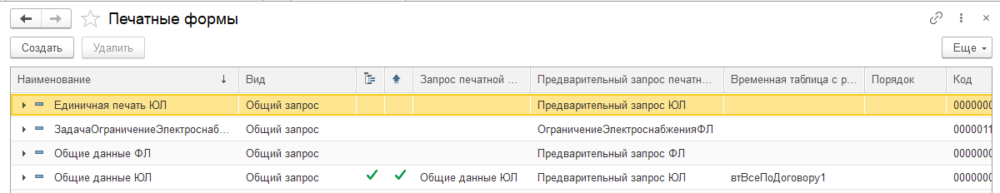 Печатные формы
Создать Удалить Еще
Наименование Вид Запрос печатной ... Предварительный запрос печатн... Временная таблица с р... Порядок Код
Единичная печать ЮЛ Общий запрос Предварительный запрос ЮЛ 0000000
ЗадачаОграничениеЭлектроснаб... Общий запрос ОграничениеЭлектроснабженияФЛ 0000011
Общие данные ФЛ Общий запрос Предварительный запрос ФЛ 0000000
Общие данные ЮЛ Общий запрос Общие данные ЮЛ Предварительный запрос ЮЛ втВсеПоДоговору1 0000000